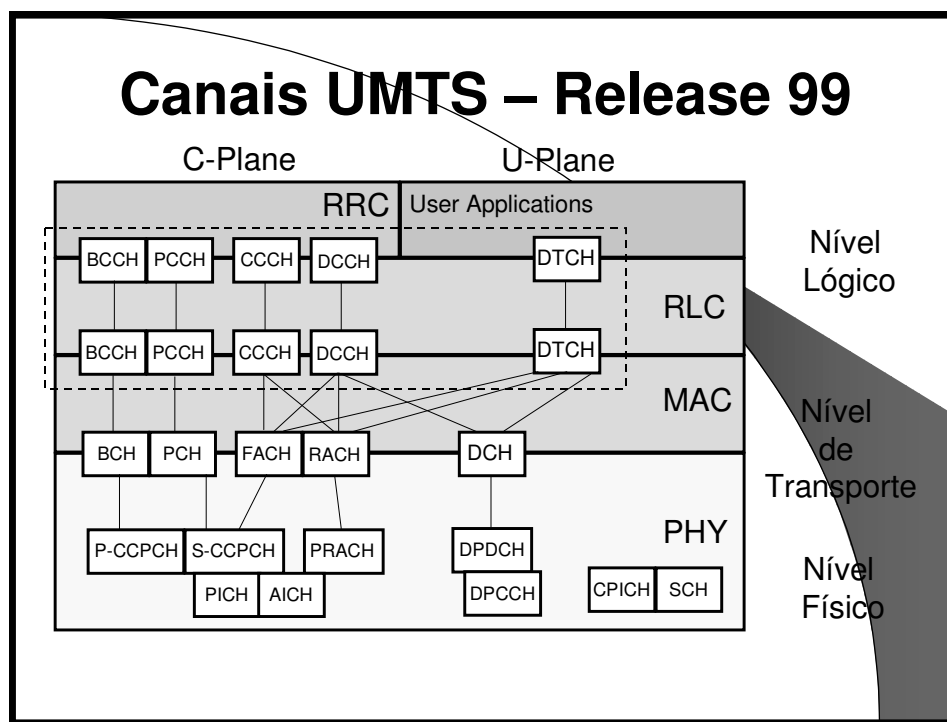 Canais UMTS – Release 99
C-Plane U-Plane
RRC User Applications
BCCH PCCH CCCH DCCH DTCH
Nível
Lógico
RLC
BCCH PCCH CCCH DCCH DTCH
MAC
Nível
de
Transporte
BCH PCH FACH RACH DCH
PHY
P-CCPCH S-CCPCH PRACH DPDCH
PICH AICH DPCCH CPICH SCH
Nível
Físico